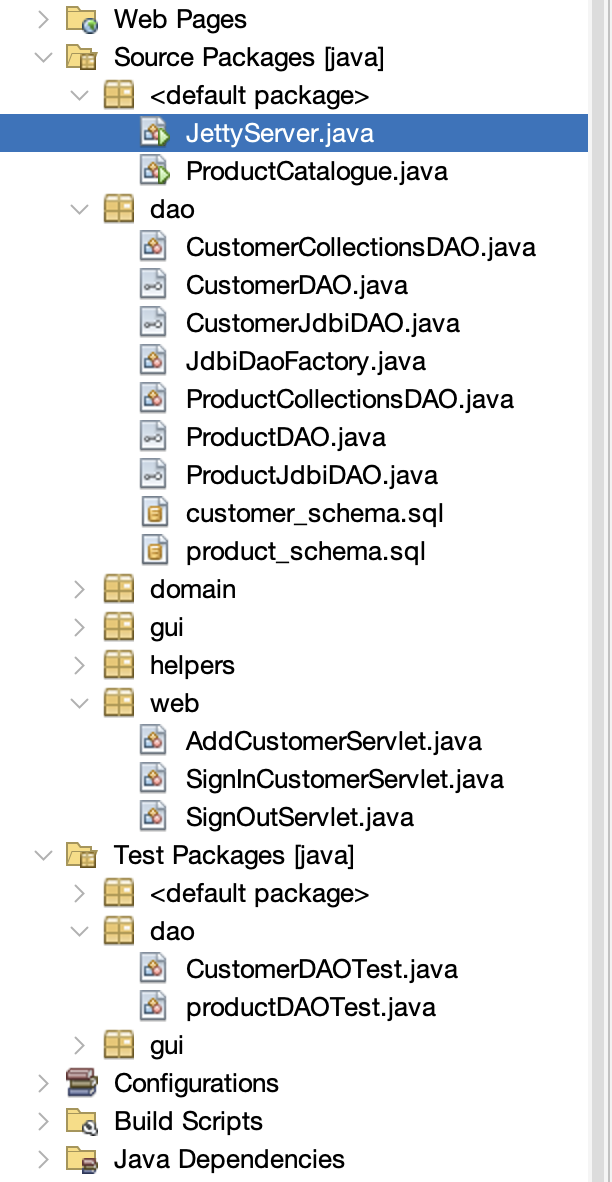 Web Pages
Source Packages [java]
<default package>
JettyServer.java
ProductCatalogue.java
dao
CustomerCollectionsDAO.java
CustomerDAO.java
CustomerJdbiDAO.java
JdbiDaoFactory.java
ProductCollectionsDAO.java
ProductDAO.java
ProductJdbiDAO.java
customer_schema.sql
product_schema.sql
domain
gui
helpers
web
AddCustomerServlet.java
SignInCustomerServlet.java
SignOutServlet.java
Test Packages [java]
<default package>
dao
CustomerDAOTest.java
productDAOTest.java
gui
Configurations
Build Scripts
Java Dependencies